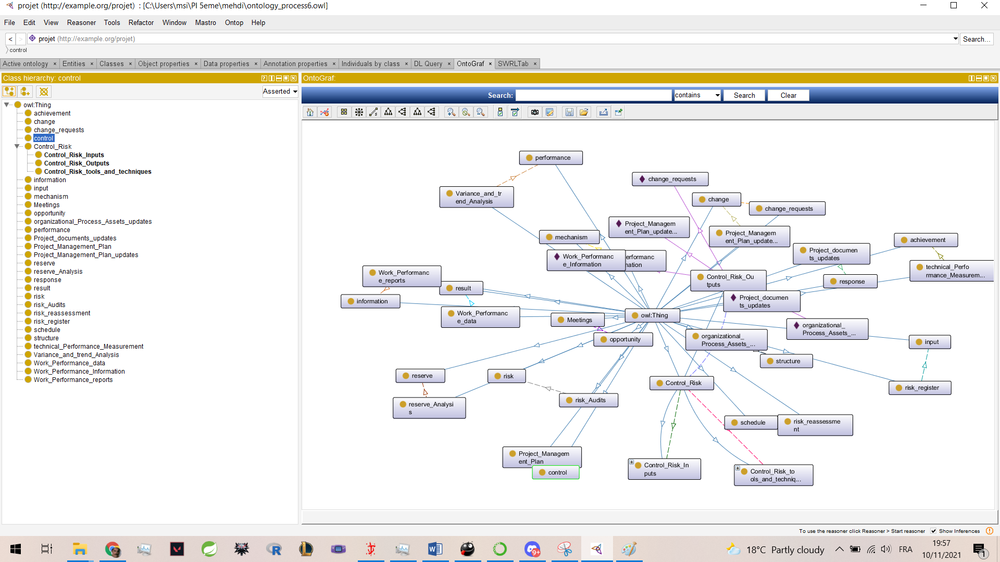 projet (http://example.org/projet)  : [C:\Users\msi\PI 5eme\mehdi\ontology_process6.owl]
File Edit View Reasoner Tools Refactor Window Mastro Ontop Help
< > projet (http://example.org/projet) Search...
control
Active ontology × Entities × Classes × Object properties × Data properties × Annotation properties × Individuals by class × DL Query × OntoGraf × SWRLTab ×
Class hierarchy: control
Asserted
owl:Thing
achievement
change
change_requests
control
Control_Risk
Control_Risk_Inputs
Control_Risk_Outputs
Control_Risk_tools_and_techniques
information
input
mechanism
Meetings
opportunity
organizational_Process_Assets_updates
performance
Project_documents_updates
Project_Management_Plan
Project_Management_Plan_updates
reserve
reserve_Analysis
response
result
risk
risk_Audits
risk_reassessment
risk_register
schedule
structure
technical_Performance_Measurement
Variance_and_trend_Analysis
Work_Performance_data
Work_Performance_Information
Work_Performance_reports
OntoGraf:
Search: contains Search Clear
performance
change_requests
Variance_and_tr
end_Analysis
change
change_requests
Project_Managem
ent_Plan_update...
Project_Managem
ent_Plan_update...
mechanism
achievement
Project_documen
ts_updates
Work_Performanc
e_Information
erformanc
nation
technical_Perfo
rmance_Measurem...
Work_Performanc
e_reports
Control_Risk_Ou
tputs
response
result
information
Project_documen
ts_updates
Work_Performanc
e_data
Meetings
owl:Thing
organizational_
Process_Assets_...
opportunity
organizational_
Process_Assets_...
input
structure
reserve
risk
Control_Risk
risk_register
reserve_Analysi
s
risk_Audits
schedule
risk_reassessme
nt
Project_Managem
ent_Plan
control
Control_Risk_In
puts
Control_Risk_to
ols_and_techniq...
To use the reasoner click Reasoner > Start reasoner Show Inferences
9+
18°C Partly cloudy
FRA
19:57
10/11/2021
1